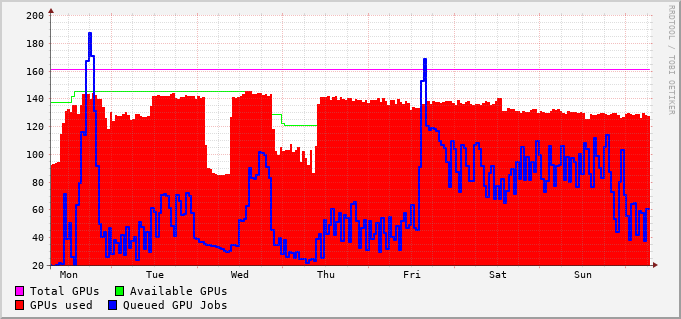 200
180
160
140
120
100
80
60
40
20
Mon Tue Wed Thu Fri Sat Sun
Total GPUs Available GPUs
GPUs used Queued GPU Jobs
RRDTOOL / TOBI OETIKER